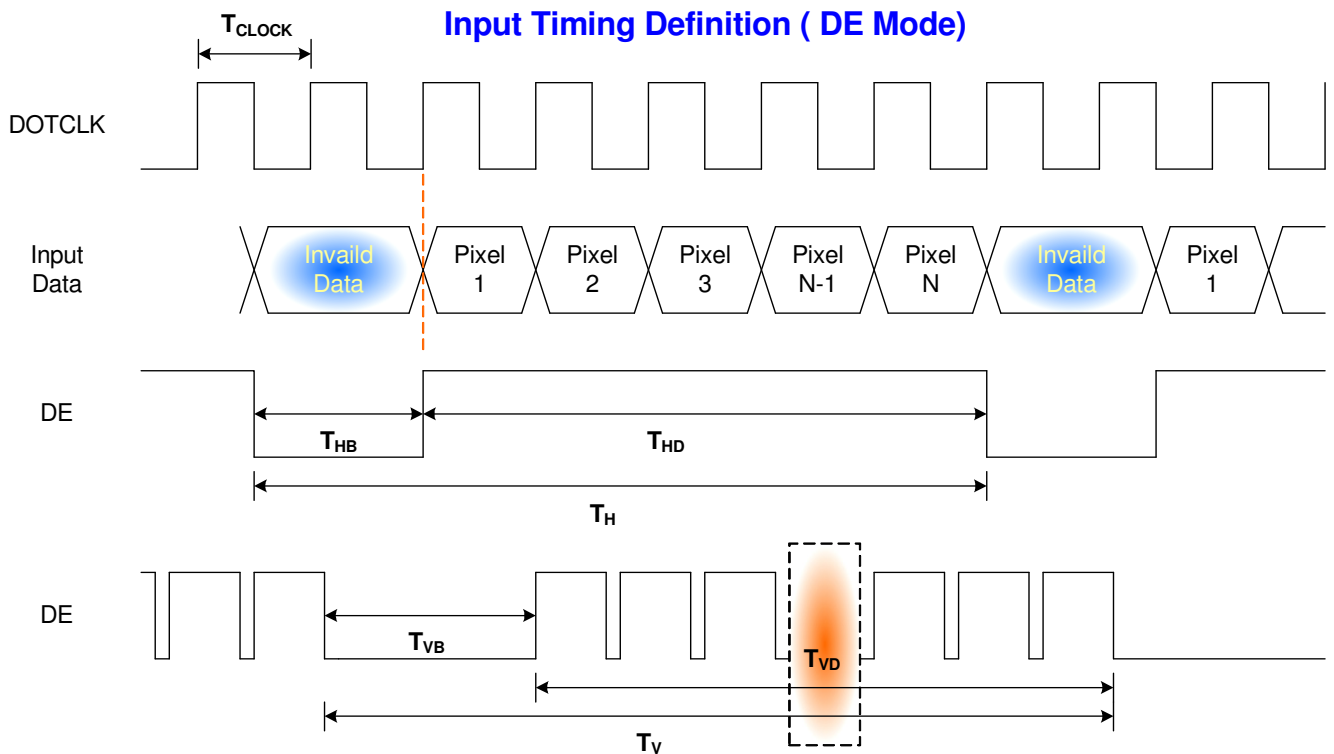 Input Timing Definition ( DE Mode)
TCLOCK
DOTCLK
Input
Data
Invaild
Data
Pixel
1
Pixel
2
Pixel
3
Pixel
N-1
Pixel
N
Invaild
Data
Pixel
1
DE
THB
THD
TH
DE
TVB
TVD
TV